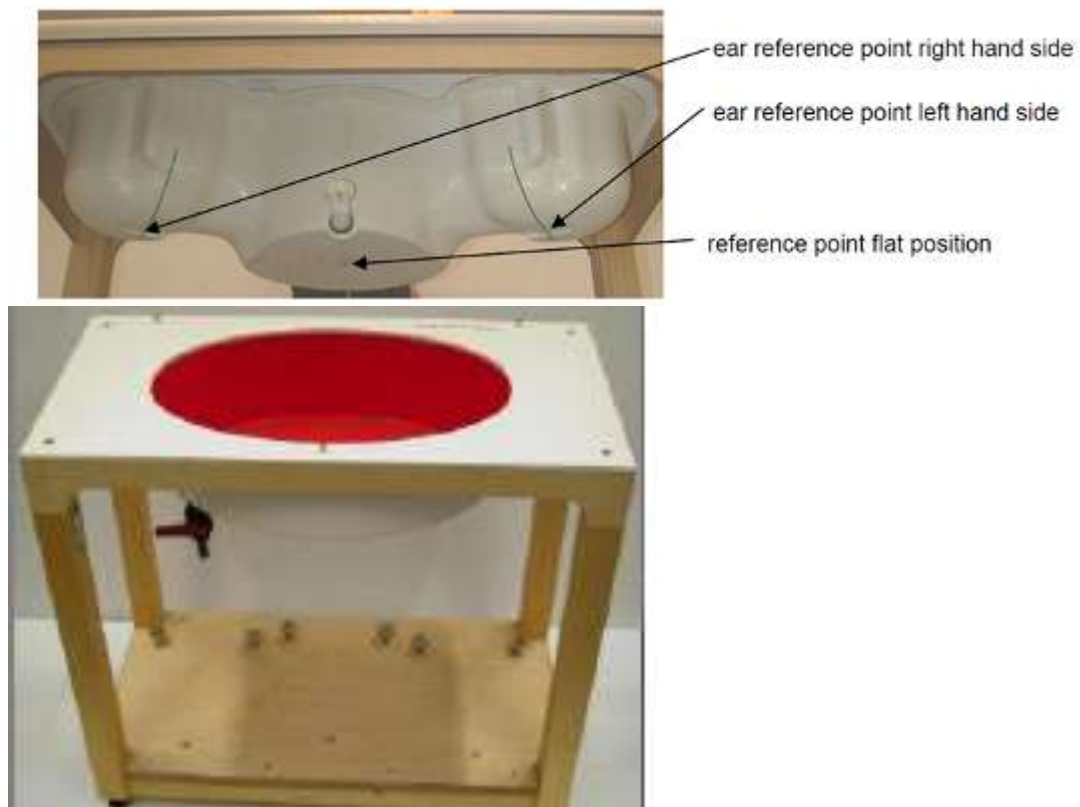 ear reference point right hand side
ear reference point left hand side
reference point flat position